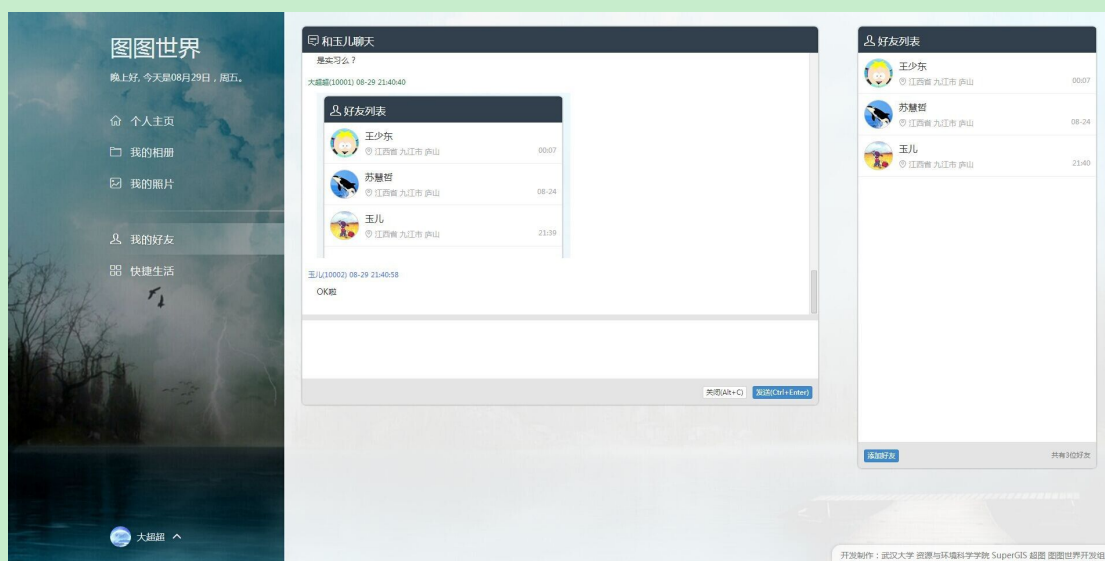 图图世界
晚上好, 今天是08月29日，周五。
个人主页
我的相册
我的照片
我的好友
快捷生活
大超超
和玉儿聊天
是实习么？
大超超(10001) 08-29 21:40:40
好友列表
王少东
江西省 九江市 庐山 00:07
苏慧哲
江西省 九江市 庐山 08-24
玉儿
江西省 九江市 庐山 21:39
玉儿(10002) 08-29 21:40:58
OK啦
关闭(Alt+C) 发送(Ctrl+Enter)
好友列表
王少东
江西省 九江市 庐山 00:07
苏慧哲
江西省 九江市 庐山 08-24
玉儿
江西省 九江市 庐山 21:40
添加好友 共有3位好友
开发制作：武汉大学 资源与环境科学学院 SuperGIS 超图 图图世界开发组